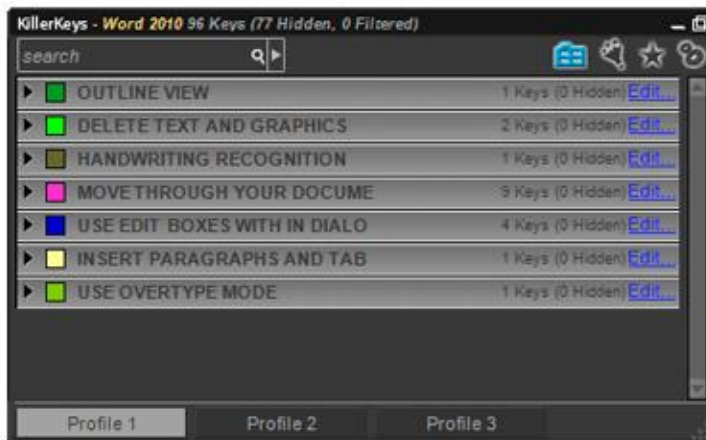 KillerKeys - Word 2010 96 Keys (77 Hidden, 0 Filtered)
search
OUTLINE VIEW 1 Keys (0 Hidden) Edit...
DELETE TEXT AND GRAPHICS 2 Keys (0 Hidden) Edit...
HANDWRITING RECOGNITION 1 Keys (0 Hidden) Edit...
MOVE THROUGH YOUR DOCUME 9 Keys (0 Hidden) Edit...
USE EDIT BOXES WITH IN DIALO 4 Keys (0 Hidden) Edit...
INSERT PARAGRAPHS AND TAB 1 Keys (0 Hidden) Edit...
USE OVERTYPE MODE 1 Keys (0 Hidden) Edit...
Profile 1 Profile 2 Profile 3